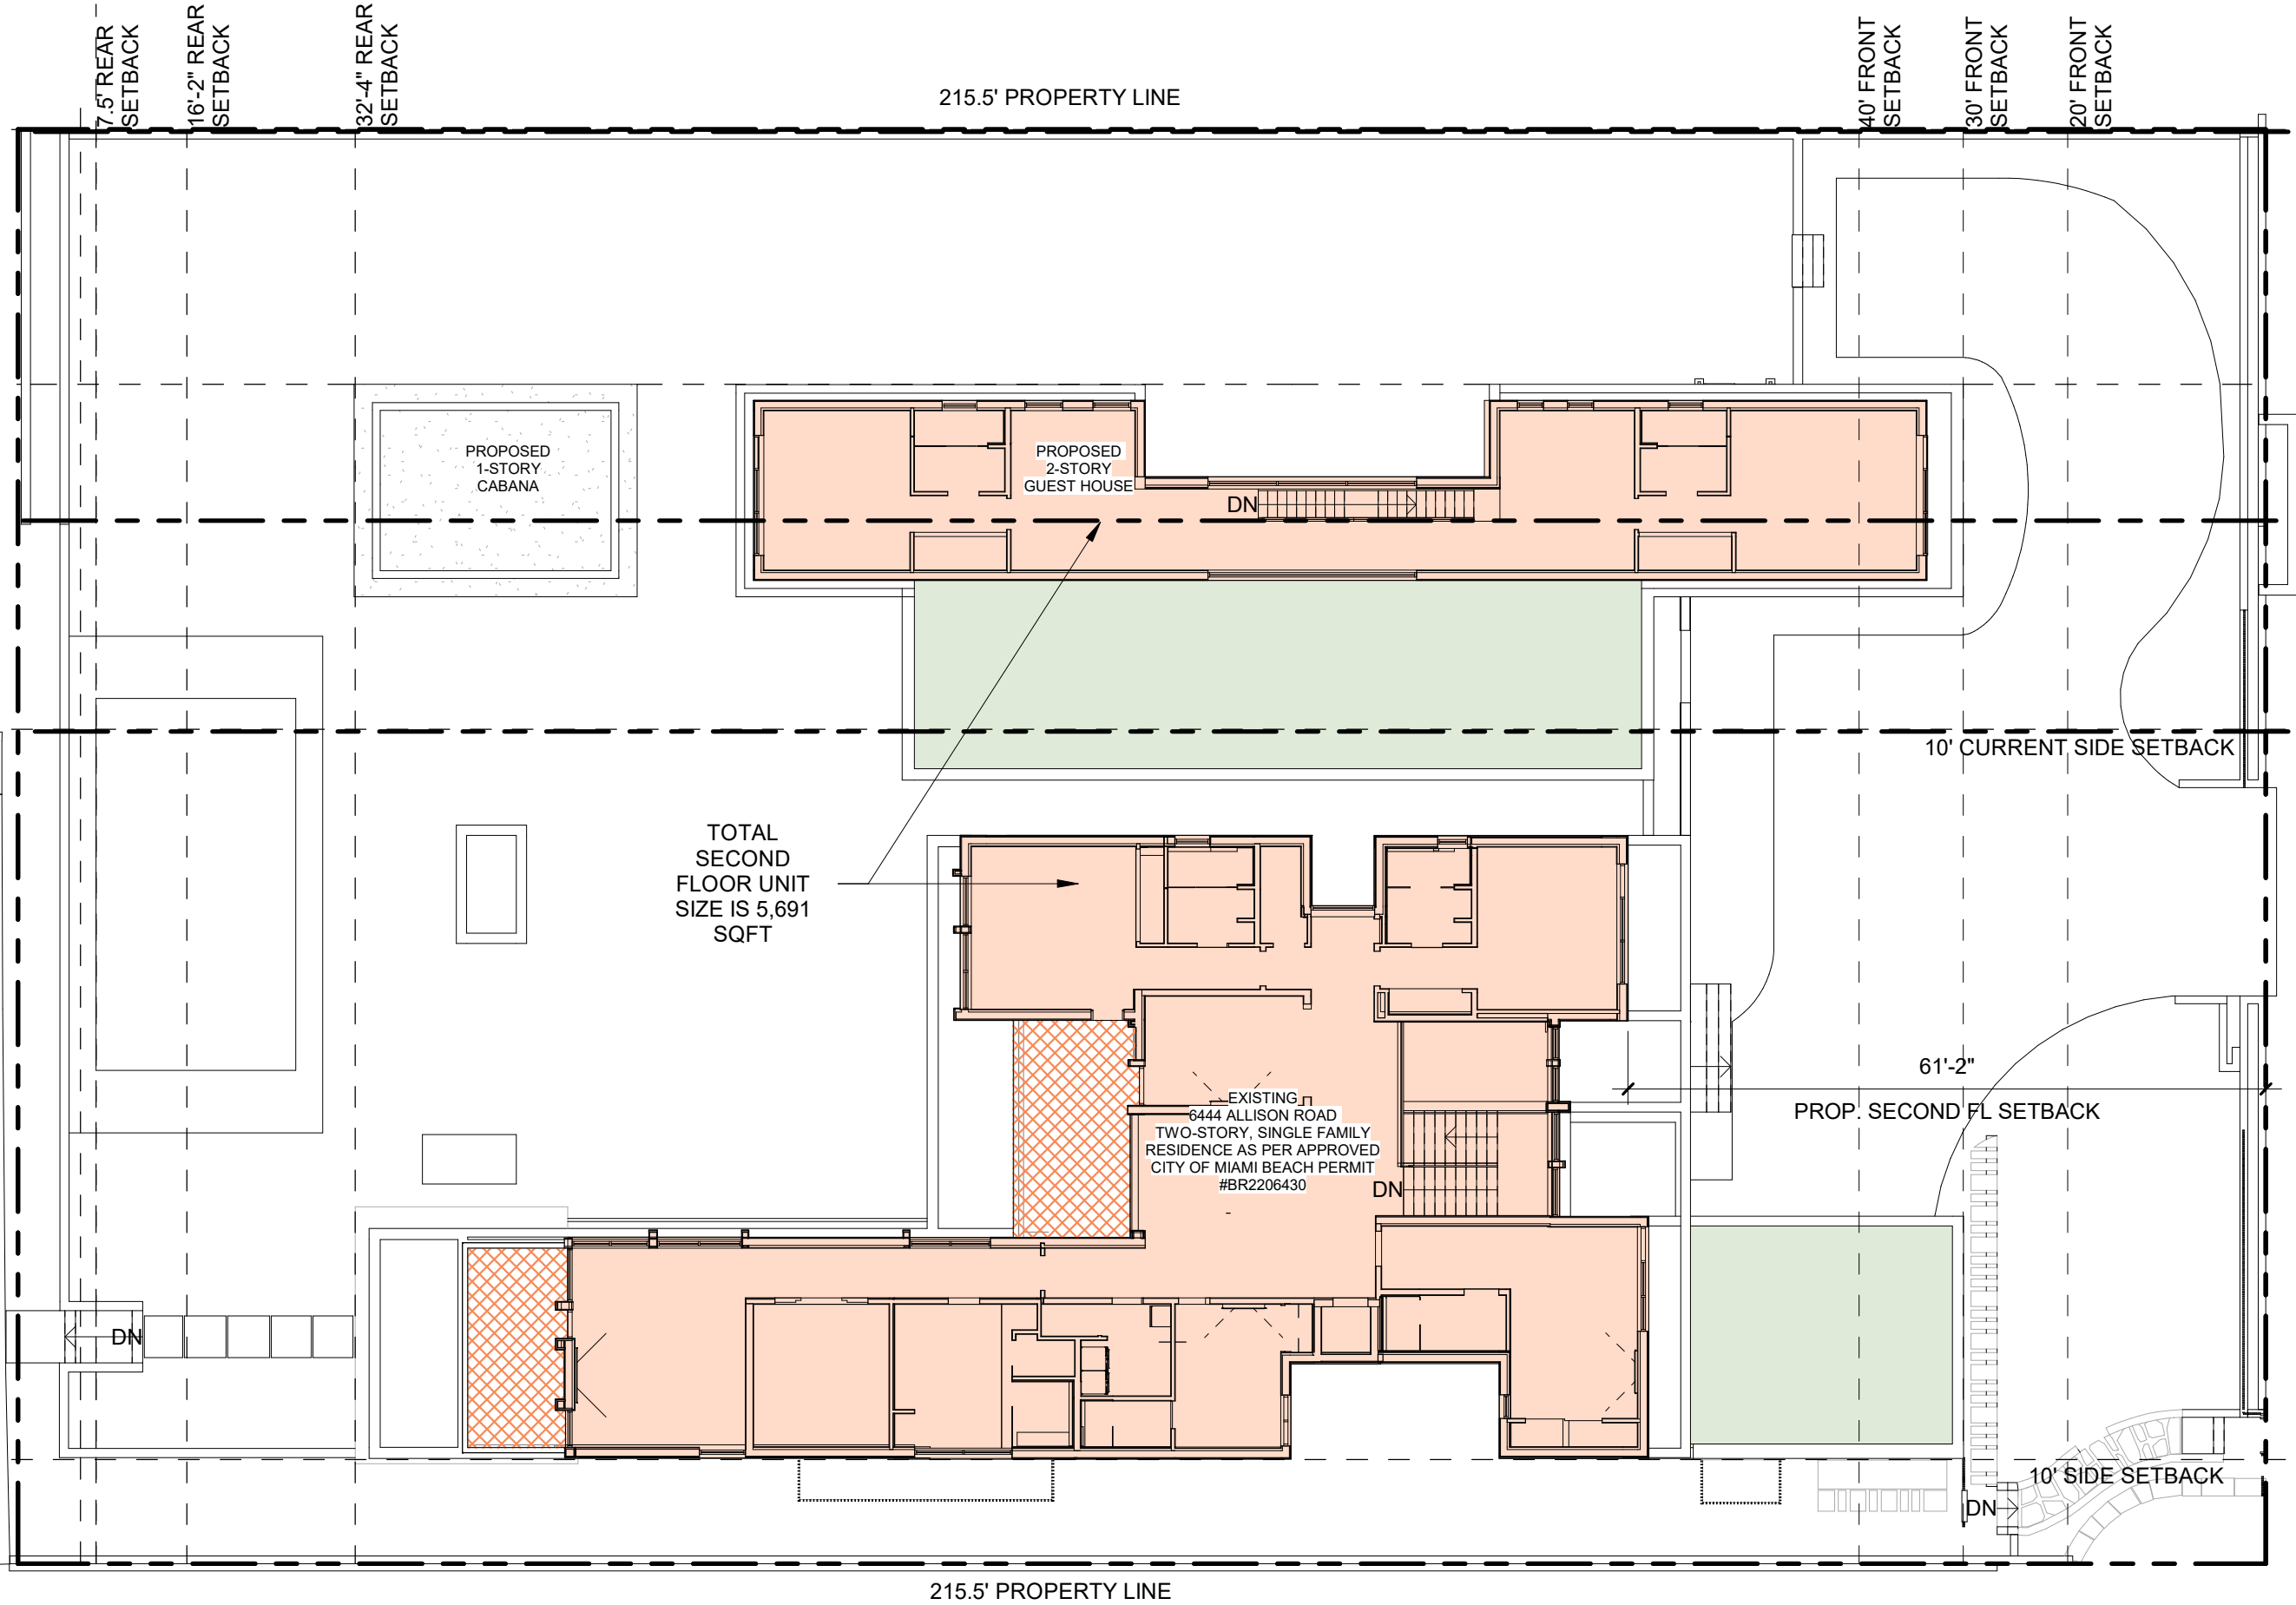 7.5' REAR
SETBACK
16'-2" REAR
SETBACK
32'-4" REAR
SETBACK
215.5' PROPERTY LINE
40' FRONT
SETBACK
30' FRONT
SETBACK
20' FRONT
SETBACK
PROPOSED
1-STORY
CABANA
PROPOSED
2-STORY
GUEST HOUSE
DN
10' CURRENT SIDE SETBACK
TOTAL
SECOND
FLOOR UNIT
SIZE IS 5,691
SQFT
61'-2"
PROP. SECOND FL SETBACK
EXISTING
6444 ALLISON ROAD
TWO-STORY, SINGLE FAMILY
RESIDENCE AS PER APPROVED
CITY OF MIAMI BEACH PERMIT
#BR2206430
-
DN
DN
10' SIDE SETBACK
DN
215.5' PROPERTY LINE